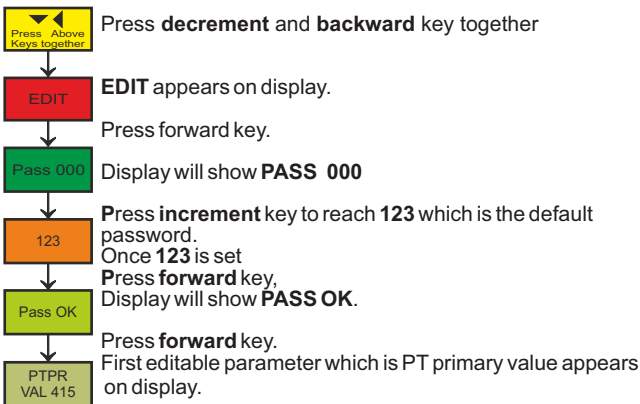 Press Above
Keys together
Press decrement and backward key together
EDIT
EDIT appears on display.
Press forward key.
Pass 000
Display will show PASS 000
Press increment key to reach 123 which is the default
password.
123
Once 123 is set
Press forward key,
Display will show PASS OK.
Pass OK
Press forward key.
First editable parameter which is PT primary value appears
on display.
PTPR
VAL 415